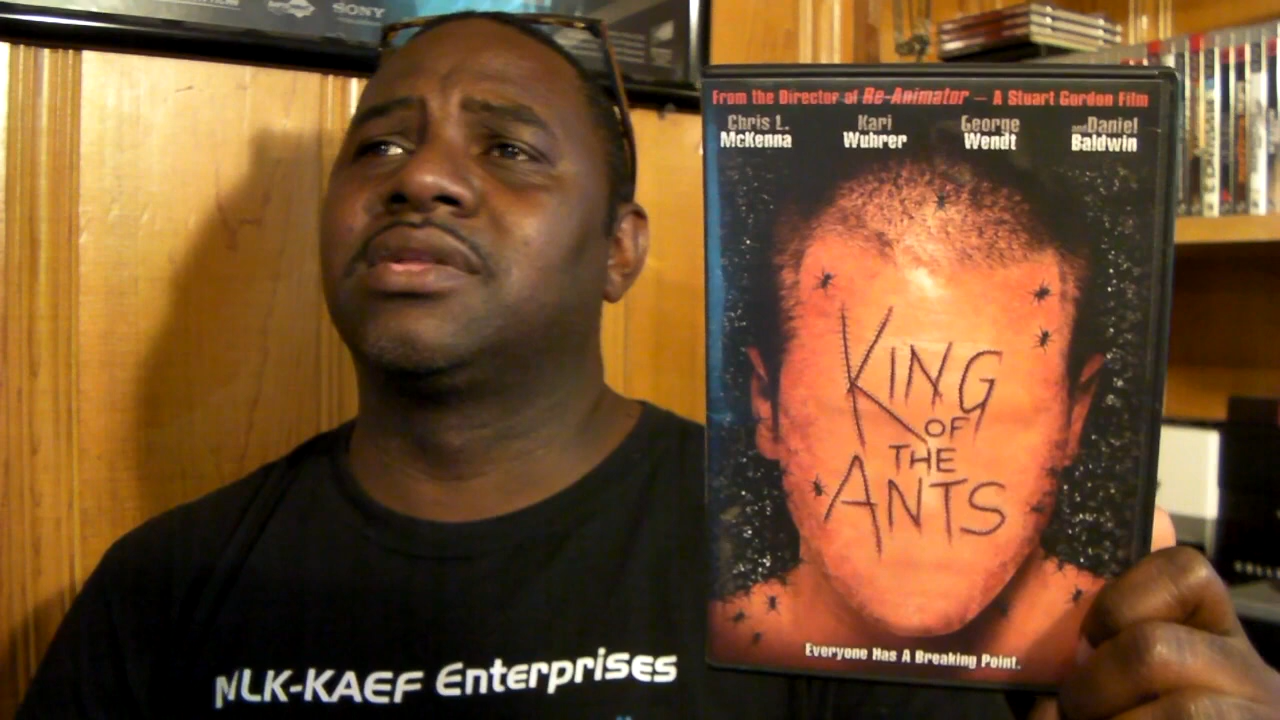 SONY
From the Director of Re-Animator – A Stuart Gordon Film
Chris L. McKenna
Kari Wuhrer
George Wendt
and Daniel Baldwin
KING
OF
THE
ANTS
Everyone Has A Breaking Point.
NLK-KAEF Enterprises